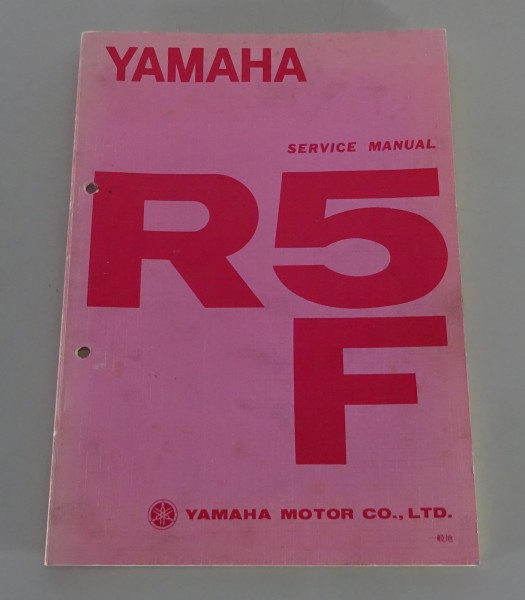 YAMAHA
SERVICE MANUAL
R5
F
YAMAHA MOTOR CO., LTD.